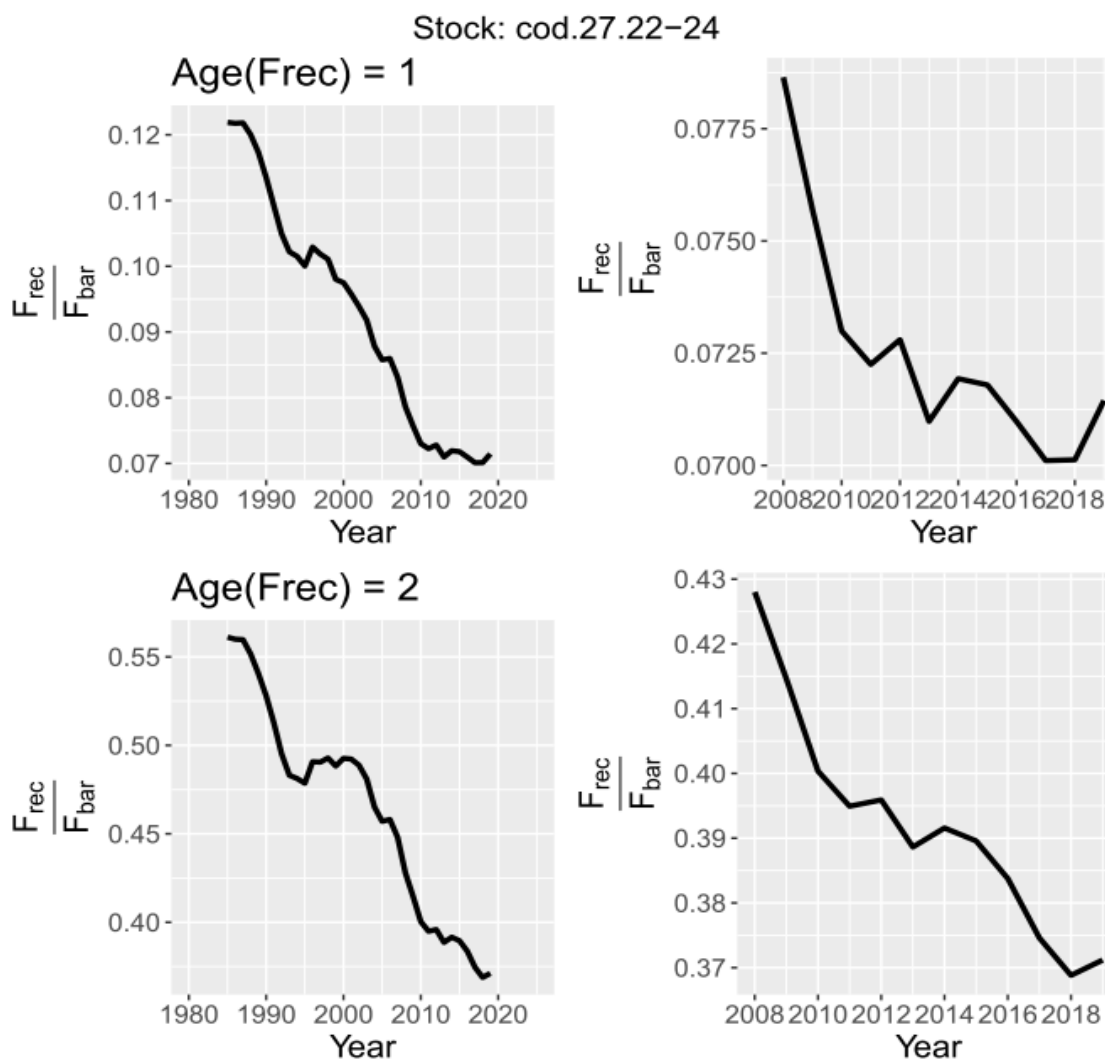 Stock: cod.27.22−24
Age(Frec) = 1
0.12
0.11
0.10
0.09
0.08
0.07
Frec
Fbar
1980 1990 2000 2010 2020
Year
0.0775
0.0750
0.0725
0.0700
Frec
Fbar
2008 2010 2012 2014 2016 2018
Year
Age(Frec) = 2
0.55
0.50
0.45
0.40
Frec
Fbar
1980 1990 2000 2010 2020
Year
0.43
0.42
0.41
0.40
0.39
0.38
0.37
Frec
Fbar
2008 2010 2012 2014 2016 2018
Year